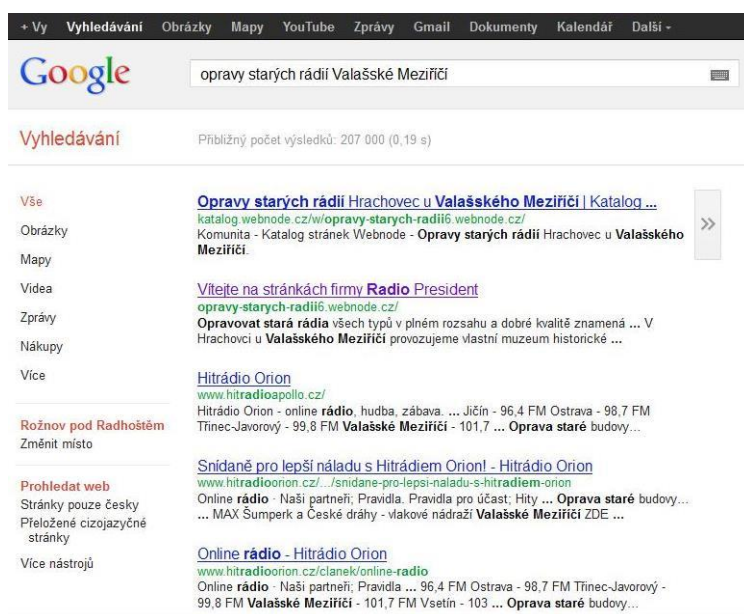 + Vy Vyhledávání Obrázky Mapy YouTube Zprávy Gmail Dokumenty Kalendář Další
Google
opravy starých rádií Valašské Meziříčí
Vyhledávání
Přibližný počet výsledků: 207 000 (0,19 s)
Vše
Obrázky
Mapy
Videa
Zprávy
Nákupy
Více
Rožnov pod Radhoštěm
Změnit místo
Prohledat web
Stránky pouze česky
Přeložené cizojazyčné
stránky
Více nástrojů
Opravy starých rádií Hrachovec u Valašského Meziříčí | Katalog ...
katalog.webnode.cz/w/opravy-starych-radii6.webnode.cz/
Komunita - Katalog stránek Webnode - Opravy starých rádií Hrachovec u Valašského
Meziříčí.
»
Vítejte na stránkách firmy Radio President
opravy-starych-radii6.webnode.cz/
Opravovat stará rádia všech typů v plném rozsahu a dobré kvalitě znamená ... V
Hrachovci u Valašského Meziříčí provozujeme vlastní muzeum historické ...
Hitrádio Orion
www.hitradioapollo.cz/
Hitrádio Orion - online rádio, hudba, zábava. ... Jičín - 96,4 FM Ostrava - 98,7 FM
Třinec-Javorový - 99,8 FM Valašské Meziříčí - 101,7 ... Oprava staré budovy...
Snídaně pro lepší náladu s Hitrádiem Orion! - Hitrádio Orion
www.hitradioorion.cz/.../snidane-pro-lepsi-naladu-s-hitradiem-orion
Online rádio · Naši partneři; Pravidla. Pravidla pro účast; Hity ... Oprava staré budovy...
... MAX Šumperk a České dráhy - vlakové nádraží Valašské Meziříčí ZDE ...
Online rádio - Hitrádio Orion
www.hitradioorion.cz/clanek/online-radio
Online rádio · Naši partneři; Pravidla ... 96,4 FM Ostrava - 98,7 FM Třinec-Javorový -
99,8 FM Valašské Meziříčí - 101,7 FM Vsetín - 103 ... Oprava staré budovy...